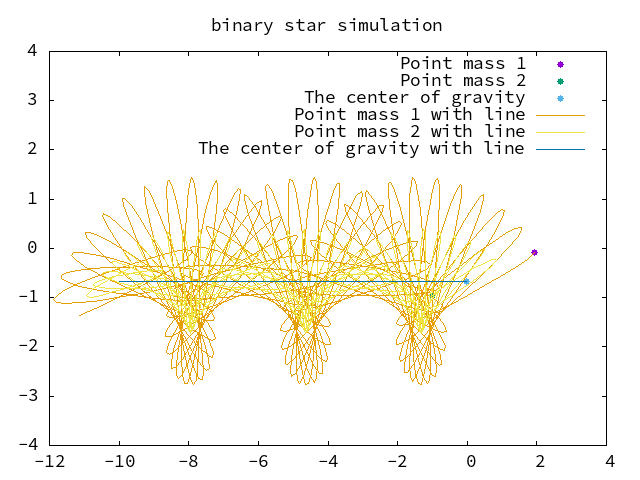 binary star simulation
4
3
2
1
0
-1
-2
-3
-4
Point mass 1
Point mass 2
The center of gravity
Point mass 1 with line
Point mass 2 with line
The center of gravity with line
-12 -10 -8 -6 -4 -2 0 2 4